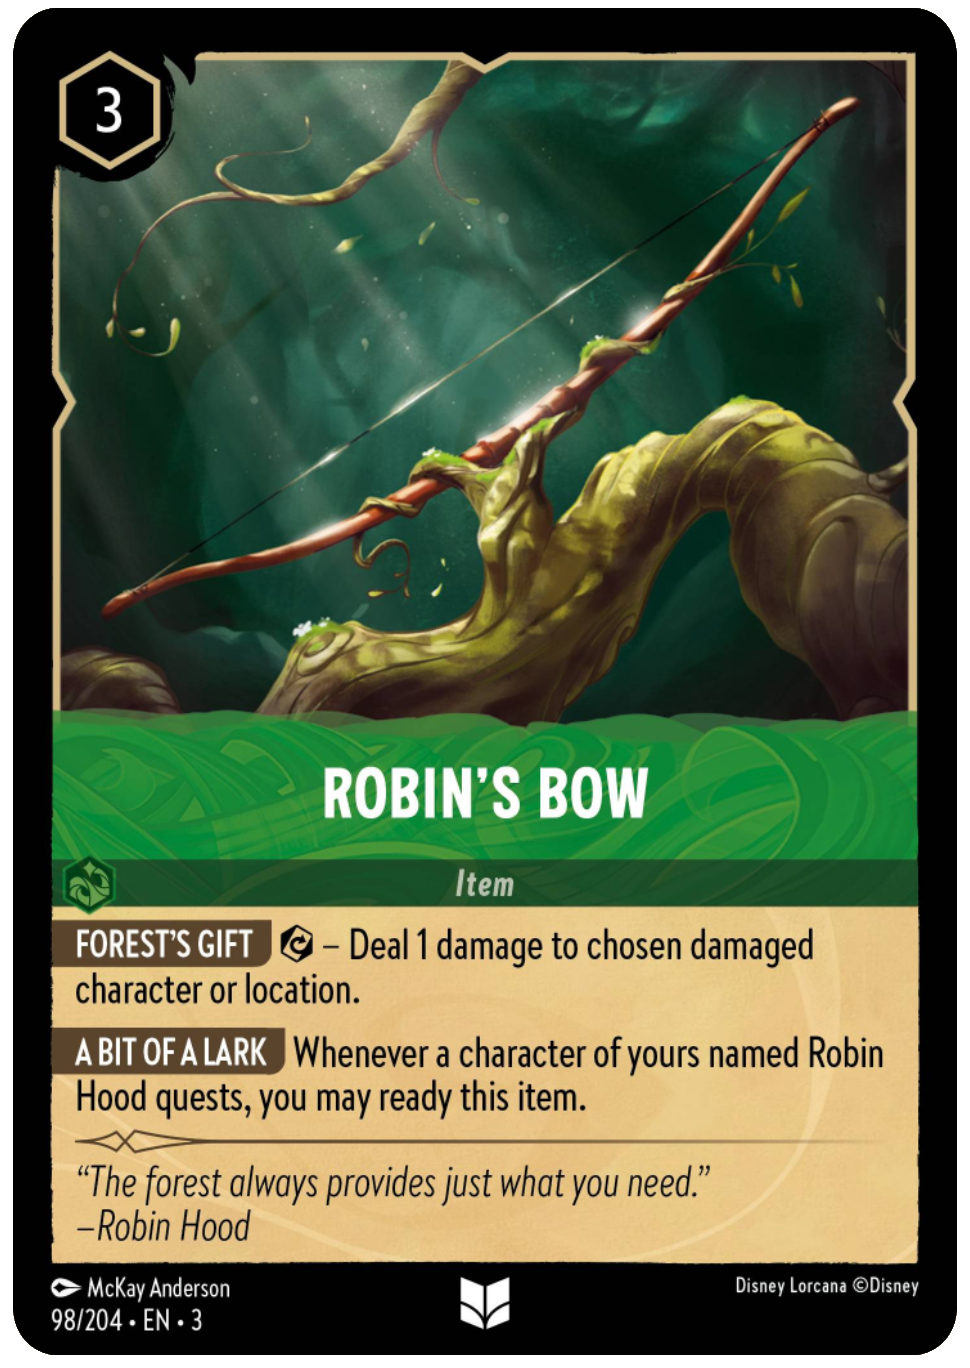 3
ROBIN’S BOW
Item
FOREST’S GIFT – Deal 1 damage to chosen damaged
character or location.
A BIT OF A LARK Whenever a character of yours named Robin
Hood quests, you may ready this item.
“The forest always provides just what you need.”
–Robin Hood
McKay Anderson
Disney Lorcana ©Disney
98/204 • EN • 3